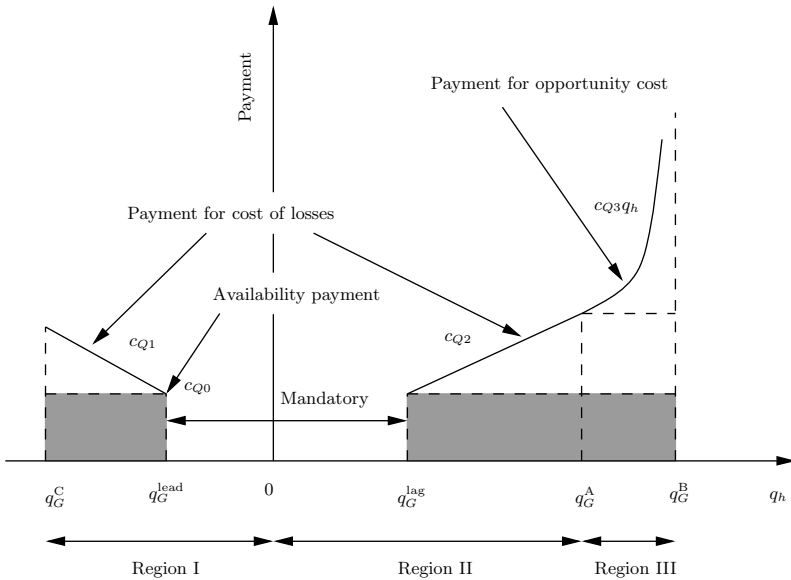 Payment
Payment for opportunity cost
c_{Q3}q_h
Payment for cost of losses
Availability payment
c_{Q1}
c_{Q2}
c_{Q0}
Mandatory
q_G^C
q_G^{lead}
0
q_G^{lag}
q_G^A
q_G^B
q_h
Region I
Region II
Region III